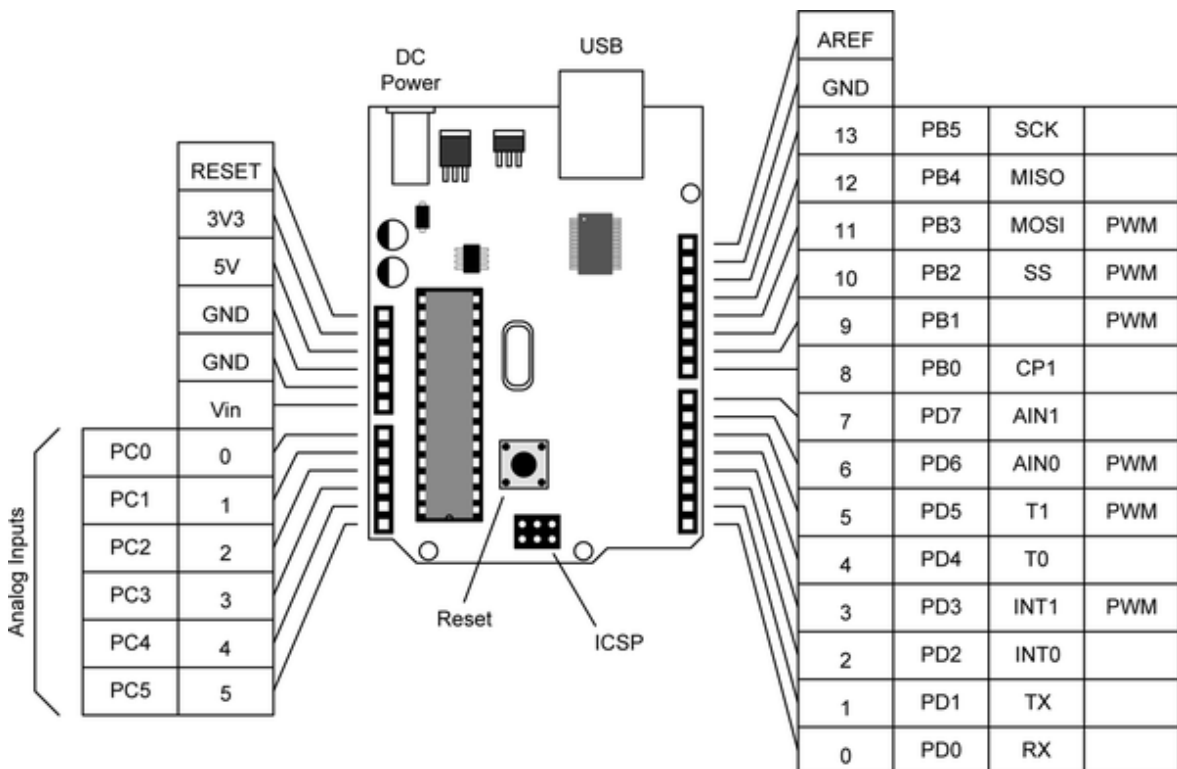 DC
Power
USB
RESET
3V3
5V
GND
GND
Vin
Analog Inputs
PC0 0
PC1 1
PC2 2
PC3 3
PC4 4
PC5 5
Reset
ICSP
AREF
GND
13 PB5 SCK
12 PB4 MISO
11 PB3 MOSI PWM
10 PB2 SS PWM
9 PB1 PWM
8 PB0 CP1
7 PD7 AIN1
6 PD6 AIN0 PWM
5 PD5 T1 PWM
4 PD4 T0
3 PD3 INT1 PWM
2 PD2 INT0
1 PD1 TX
0 PD0 RX